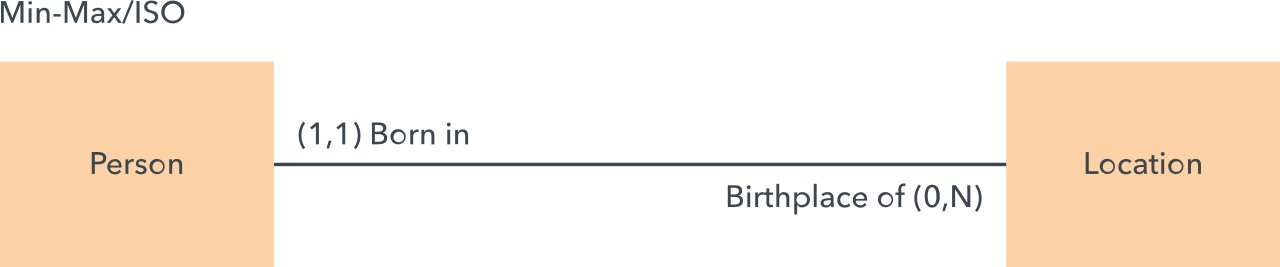 Min-Max/ISO
(1,1) Born in
Person
Location
Birthplace of (0,N)